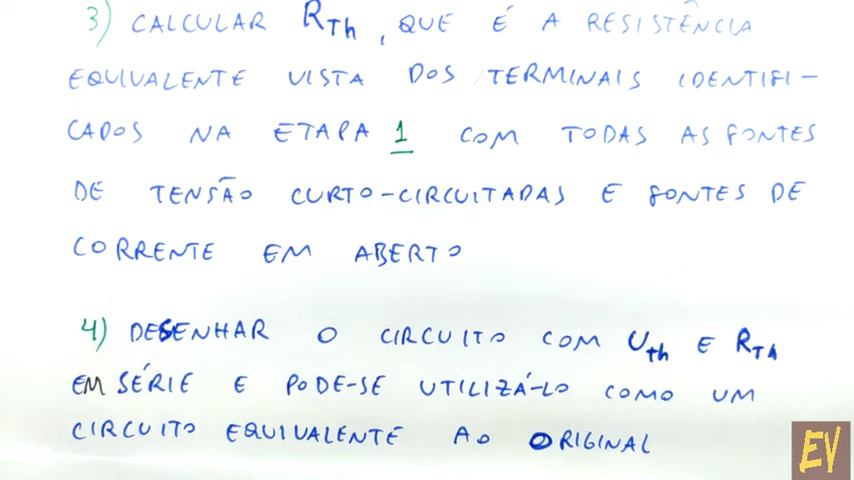 3) CALCULAR RTh, QUE É A RESISTÊNCIA
EQUIVALENTE VISTA DOS TERMINAIS IDENTIFI-
CADOS NA ETAPA 1 COM TODAS AS FONTES
DE TENSÃO CURTO-CIRCUITADAS E FONTES DE
CORRENTE EM ABERTO
4) DESENHAR O CIRCUITO COM Uth E RTh
EM SÉRIE E PODE-SE UTILIZÁ-LO COMO UM
CIRCUITO EQUIVALENTE AO ORIGINAL
EY